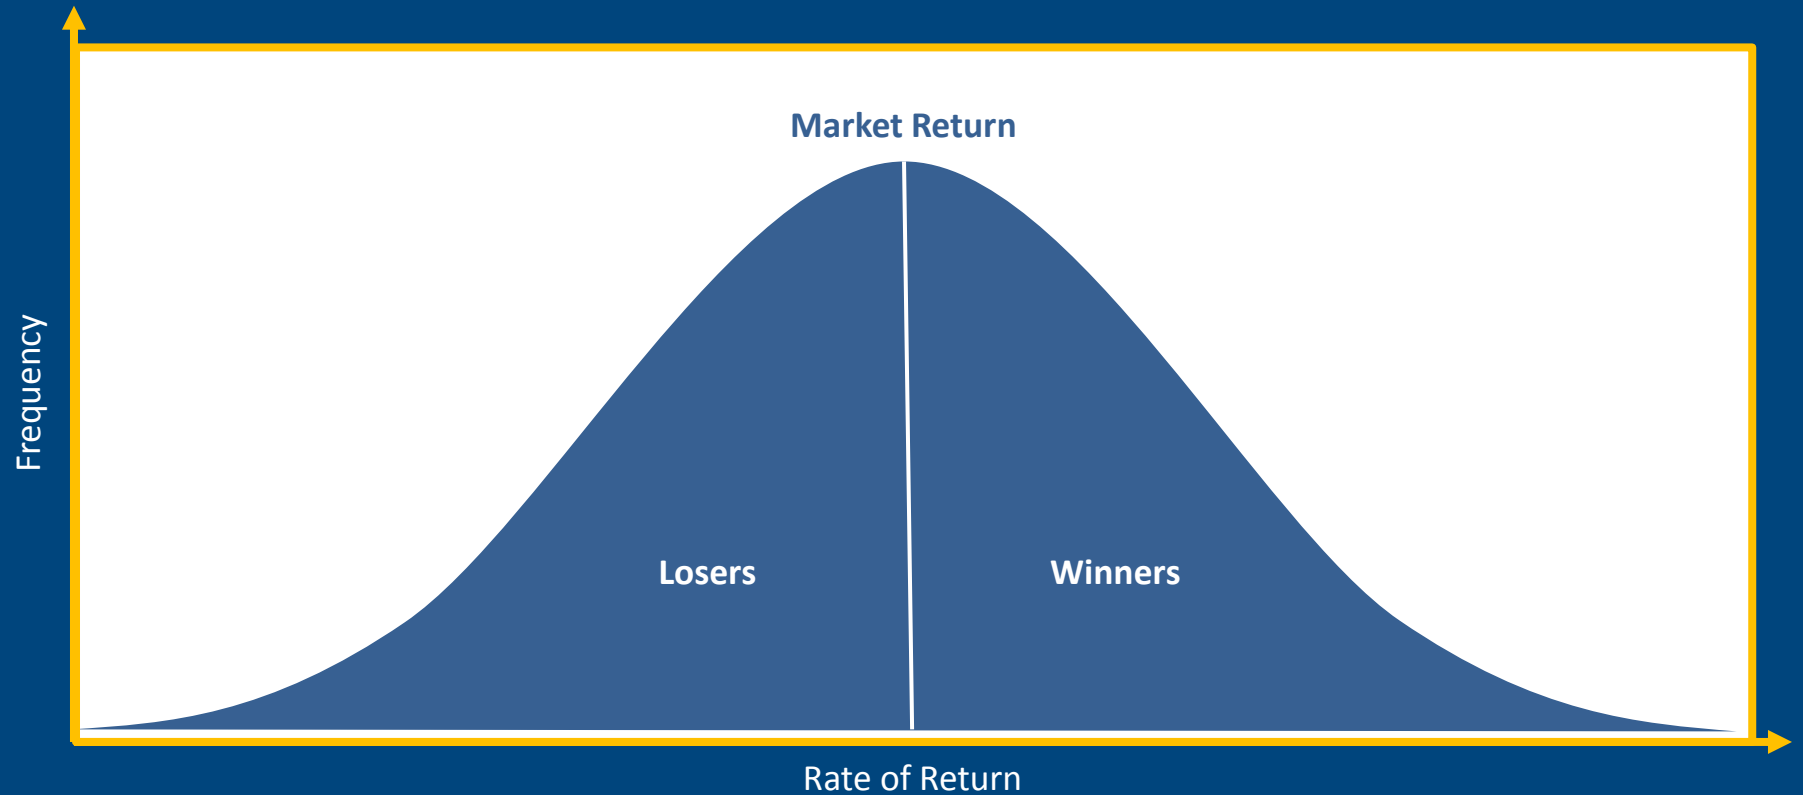 Market Return
Frequency
Losers
Winners
Rate of Return